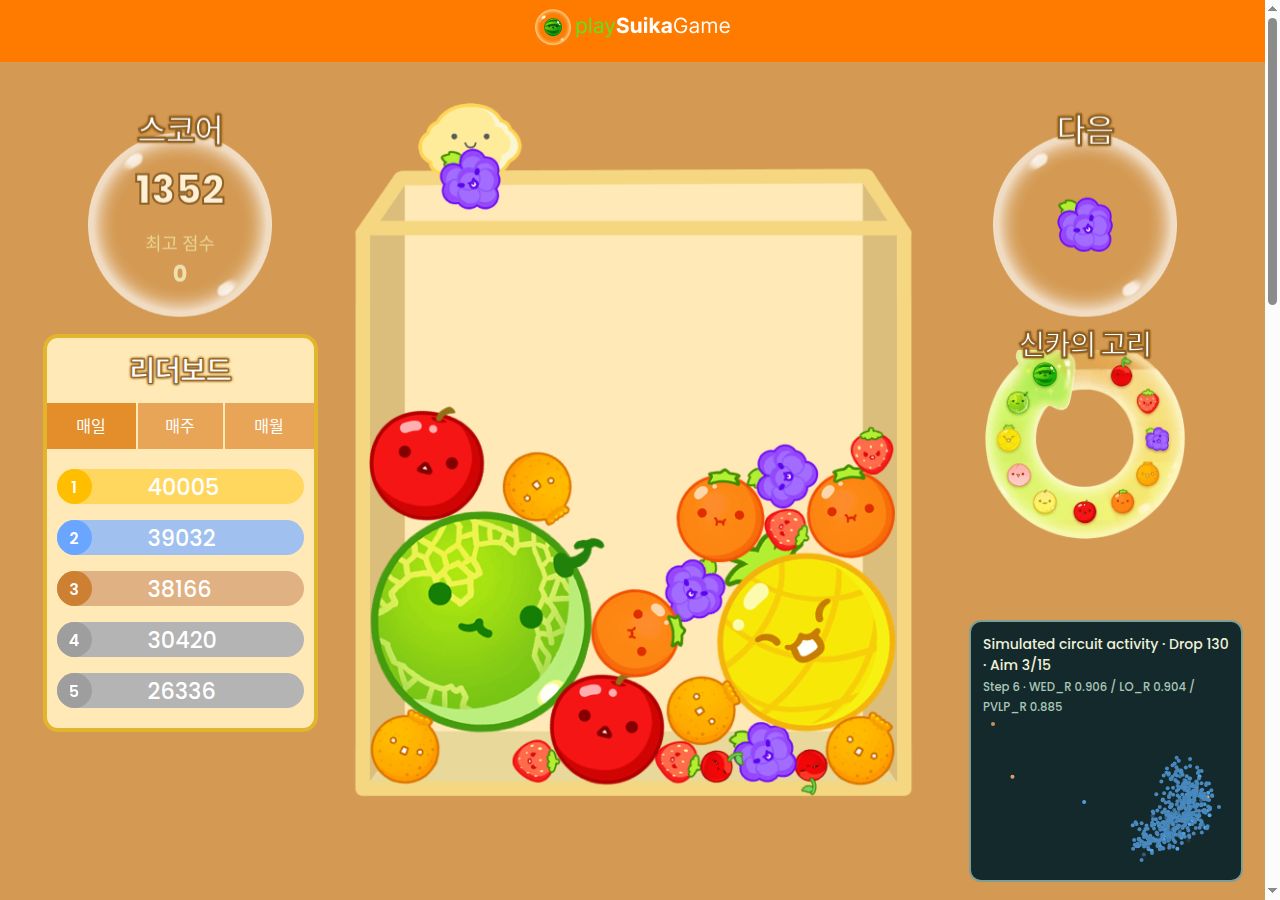 playSuikaGame
스코어
1352
최고 점수
0
다음
리더보드
매일 매주 매월
1 40005
2 39032
3 38166
4 30420
5 26336
신카의 고리
Simulated circuit activity · Drop 130
· Aim 3/15
Step 6 · WED_R 0.906 / LO_R 0.904 /
PVLP_R 0.885